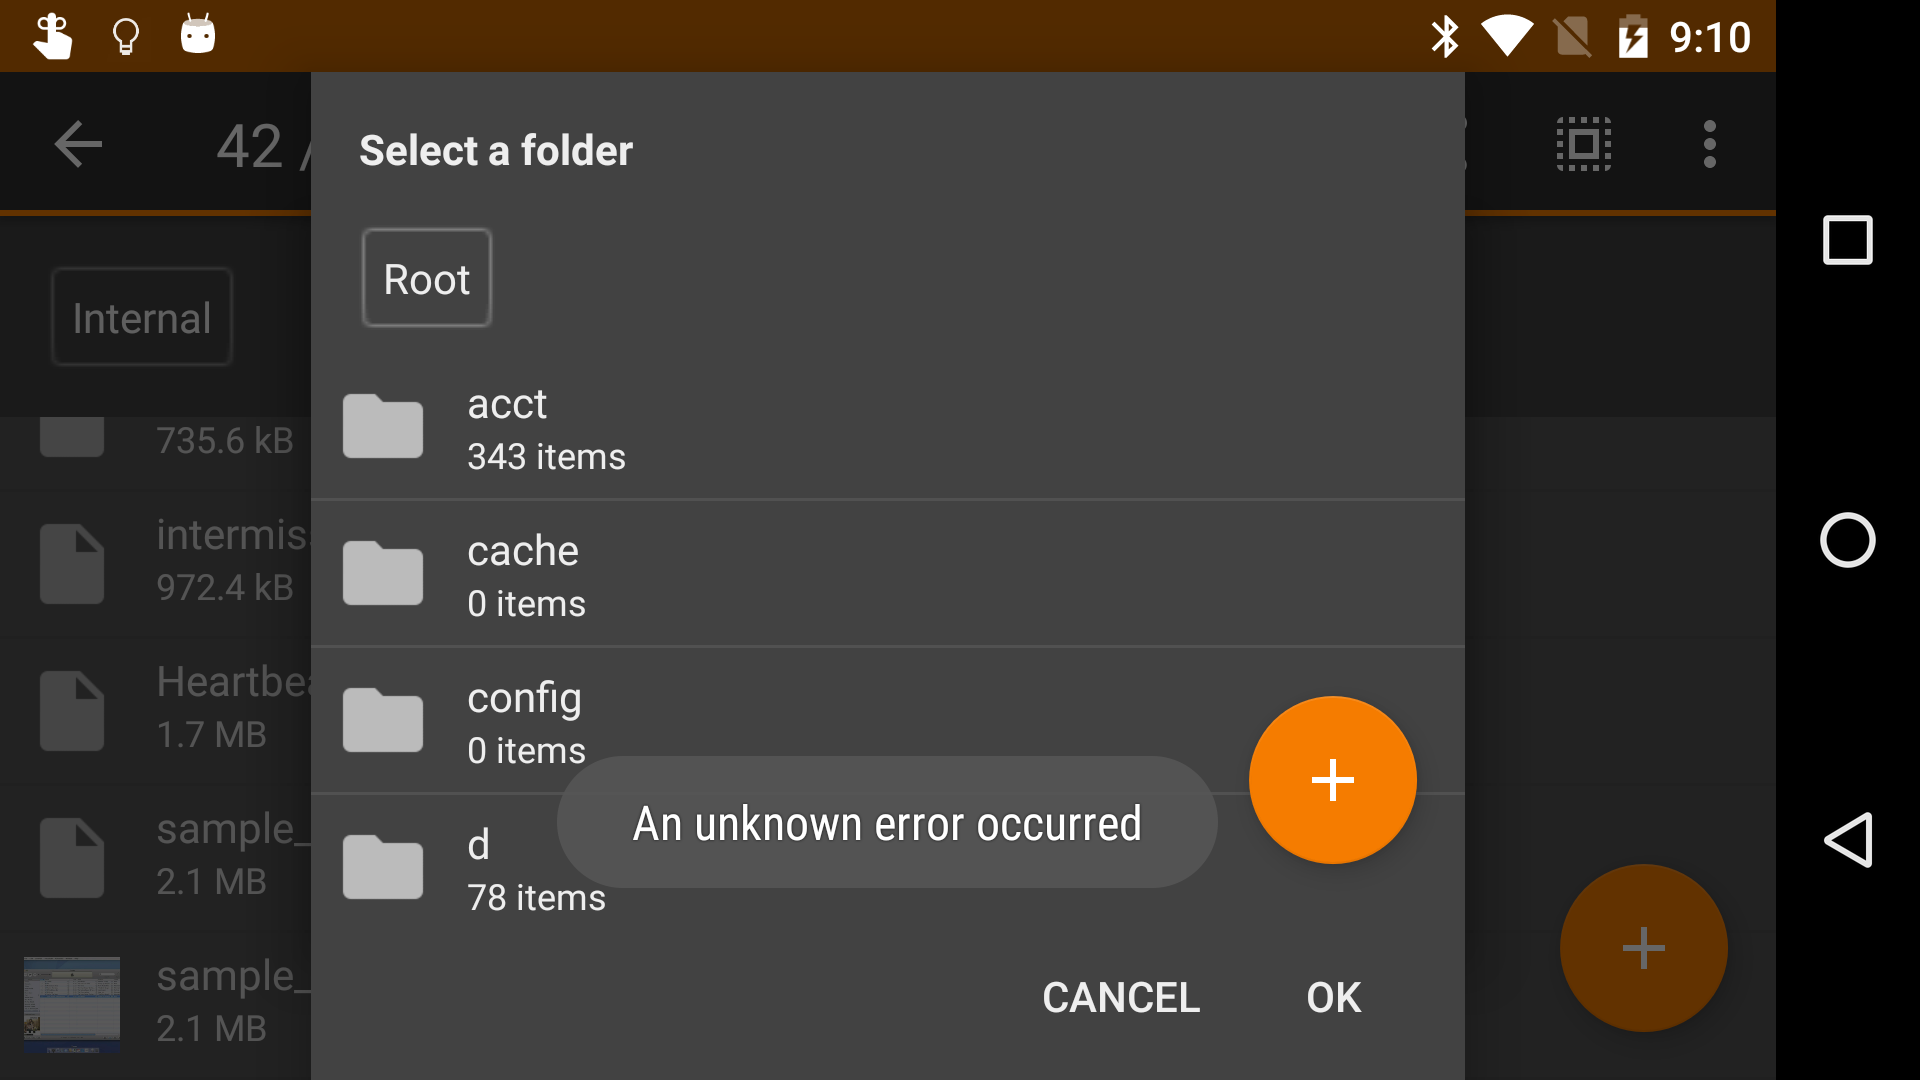 9:10
42 /
Select a folder
Root
Internal
acct
343 items
735.6 kB
cache
0 items
972.4 kB
config
0 items
1.7 MB
An unknown error occurred
d
78 items
sample_
2.1 MB
sample_
2.1 MB
CANCEL
OK